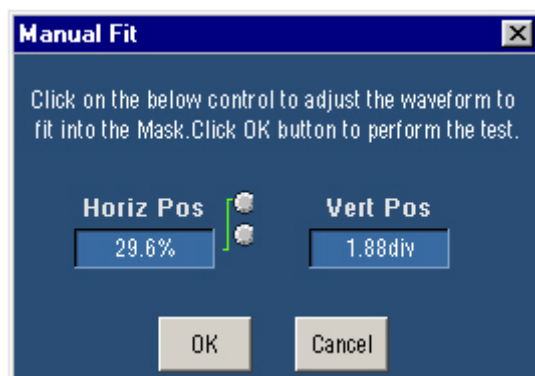 Manual Fit
Click on the below control to adjust the waveform to
fit into the Mask.Click OK button to perform the test.
Horiz Pos
Vert Pos
29.6%
1.88div
OK
Cancel